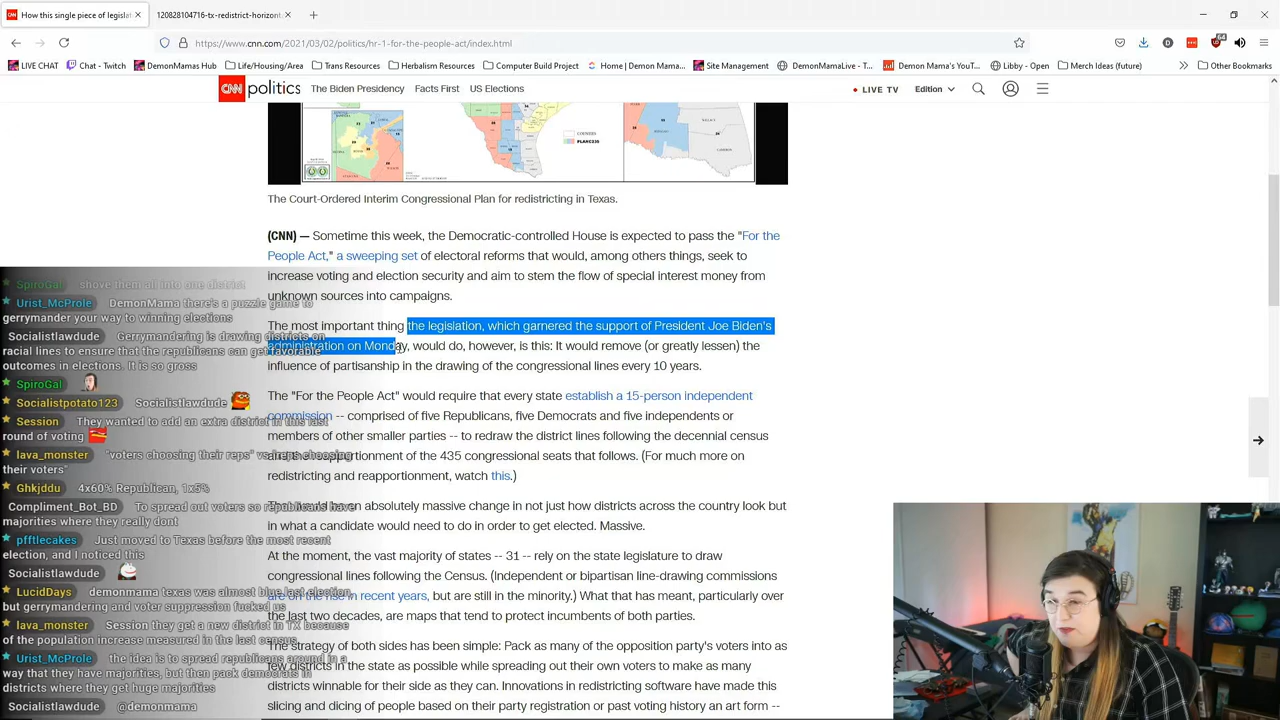 How this single piece of legislat
120828104716-tx-redistrict-horizont
https://www.cnn.com/2021/03/02/politics/hr-1-for-the-people-act/index.html
64
LIVE CHAT
Chat - Twitch
DemonMamas Hub
Life/Housing/Area
Trans Resources
Herbalism Resources
Computer Build Project
Home | Demon Mama...
Site Management
DemonMamaLive - T...
Demon Mama's YouT...
Libby - Open
Merch Ideas (future)
Other Bookmarks
CNN politics
The Biden Presidency
Facts First
US Elections
LIVE TV
Edition
The Court-Ordered Interim Congressional Plan for redistricting in Texas.
(CNN) — Sometime this week, the Democratic-controlled House is expected to pass the "For the
People Act," a sweeping set of electoral reforms that would, among others things, seek to
increase voting and election security and aim to stem the flow of special interest money from
unknown sources into campaigns.
The most important thing the legislation, which garnered the support of President Joe Biden's
administration on Monday, would do, however, is this: It would remove (or greatly lessen) the
influence of partisanship in the drawing of the congressional lines every 10 years.
The "For the People Act" would require that every state establish a 15-person independent
commission -- comprised of five Republicans, five Democrats and five independents or
members of other smaller parties -- to redraw the district lines following the decennial census
reapportionment of the 435 congressional seats that follows. (For much more on
redistricting and reapportionment, watch this.)
absolutely massive change in not just how districts across the country look but
in what a candidate would need to do in order to get elected. Massive.
At the moment, the vast majority of states -- 31 -- rely on the state legislature to draw
congressional lines following the Census. (Independent or bipartisan line-drawing commissions
are on the rise in recent years, but are still in the minority.) What that has meant, particularly over
the last two decades, are maps that tend to protect incumbents of both parties.
The strategy of both sides has been simple: Pack as many of the opposition party's voters into as
few districts in the state as possible while spreading out their own voters to make as many
districts winnable for their side as they can. Innovations in redistricting software have made this
slicing and dicing of people based on their party registration or past voting history an art form --
SpiroGal shove them all into one district
Urist_McProle DemonMama there's a puzzle game to
gerrymander your way to winning elections
Socialistlawdude Gerrymandering is drawing districts on
racial lines to ensure that the republicans can get favorable
outcomes in elections. It is so gross
SpiroGal
Socialistpotato123 Socialistlawdude
Session They wanted to add an extra district in this last
round of voting
lava_monster "voters choosing their reps" vs
their voters"
Ghkjddu 4x60% Republican, 1x5%
Compliment_Bot_BD To spread out voters so republicans have
majorities where they really dont
pfftlecakes Just moved to Texas before the most recent
election, and I noticed this
Socialistlawdude
LucidDays demonmama texas was almost blue last election,
but gerrymandering and voter suppression fucked us
lava_monster Session they get a new district in TX because
of the population increase measured in the last census
Urist_McProle the idea is to spread republicans around in a
way that they have majorities, but then pack democrats in
districts where they get huge majorities
Socialistlawdude @demonmama